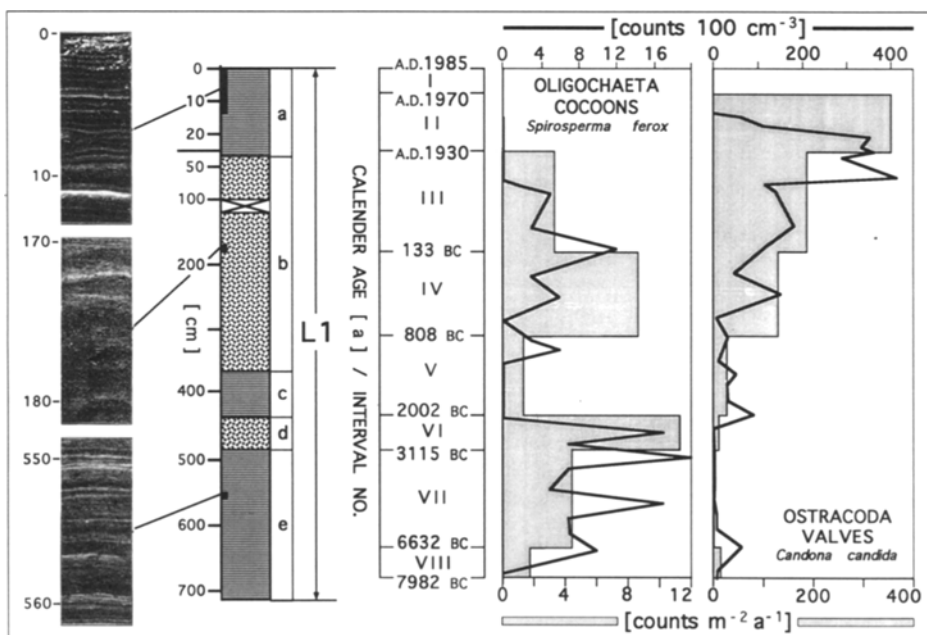 [counts 100 cm⁻³]
0 4 8 12 16 0 200 400
0
10
170
180
550
560
0
10
20
50
100
200
[cm]
300
400
500
600
700
a
b
c
d
e
L1
CALENDER AGE [a] / INTERVAL NO.
A.D.1985
I
A.D.1970
II
A.D.1930
III
133 BC
IV
808 BC
V
2002 BC
VI
3115 BC
VII
6632 BC
VIII
7982 BC
OLIGOCHAETA
COCOONS
Spirosperma ferox
OSTRACODA
VALVES
Candona candida
0 4 8 12 0 200 400
[counts m⁻² a⁻¹]